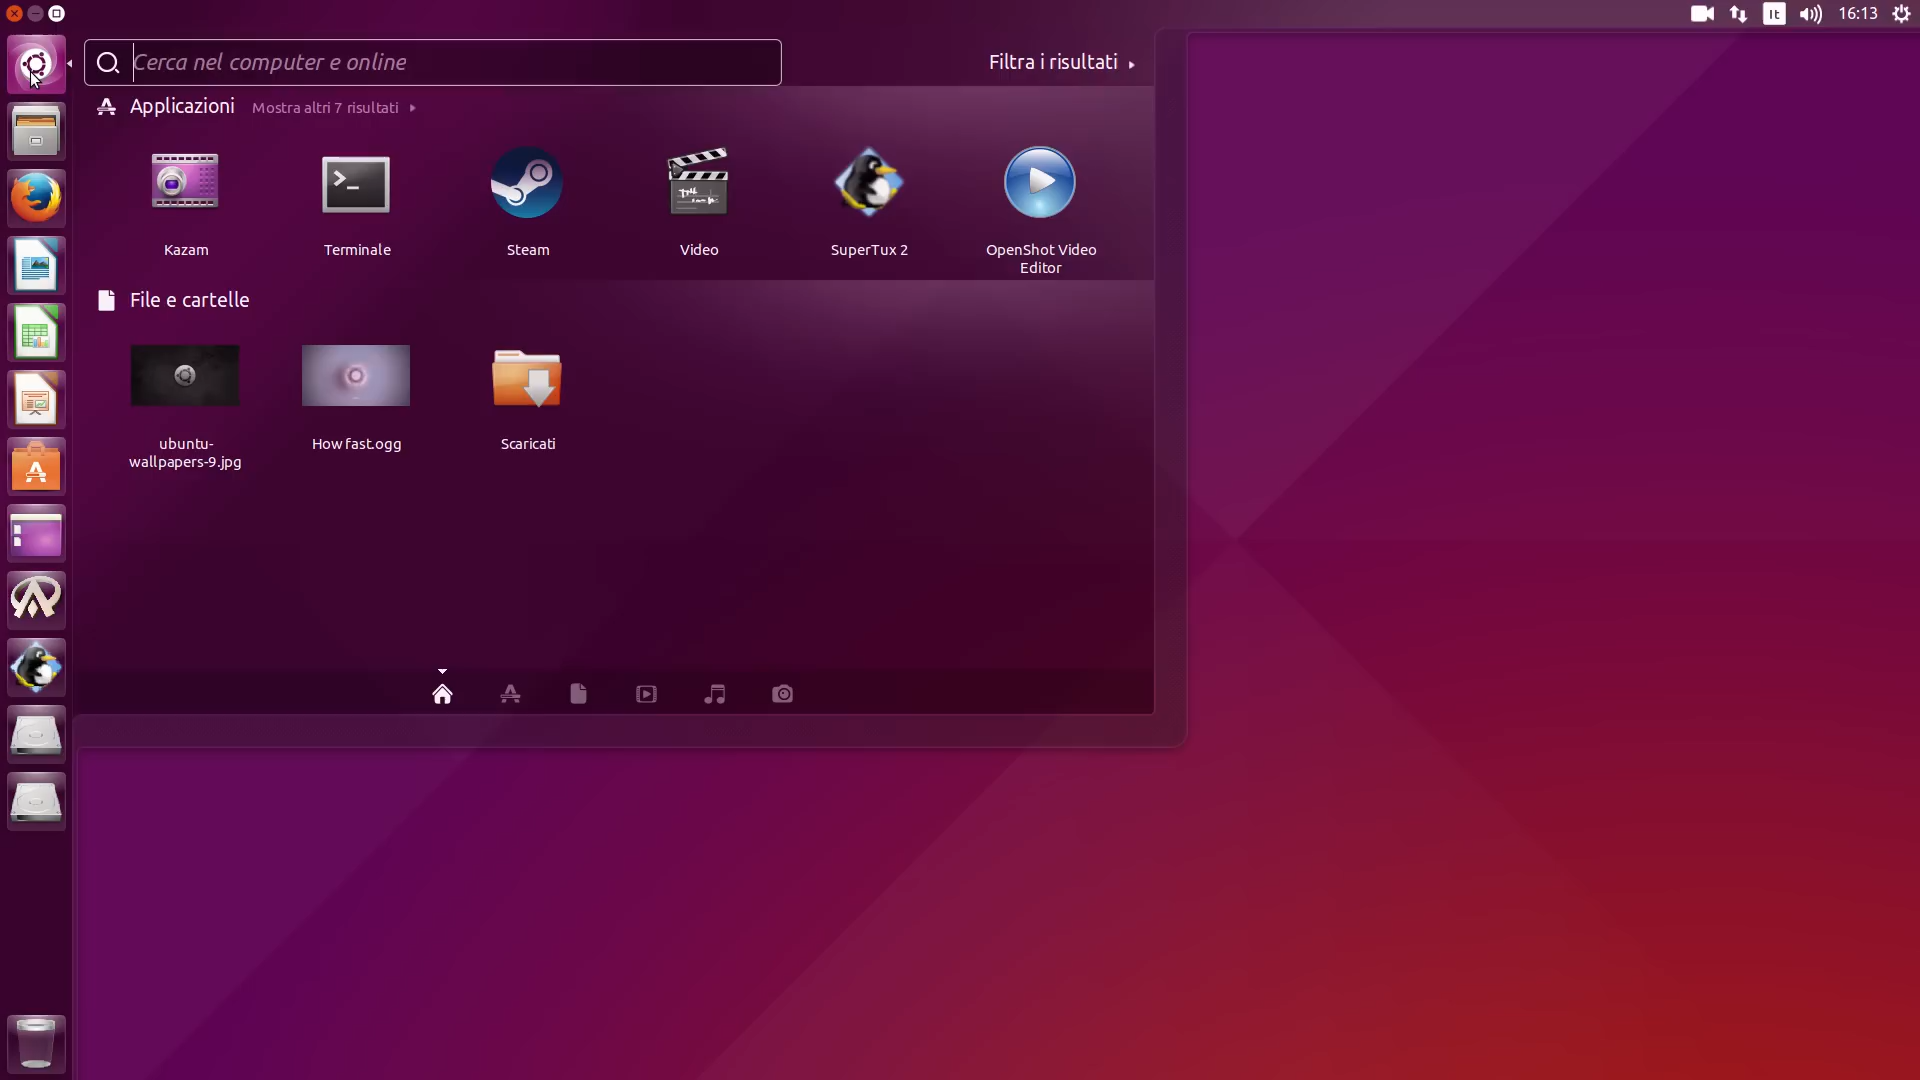 It
16:13
Cerca nel computer e online
Filtra i risultati
Applicazioni Mostra altri 7 risultati
Kazam
Terminale
Steam
Video
SuperTux 2
OpenShot Video
Editor
File e cartelle
ubuntu-
wallpapers-9.jpg
How fast.ogg
Scaricati